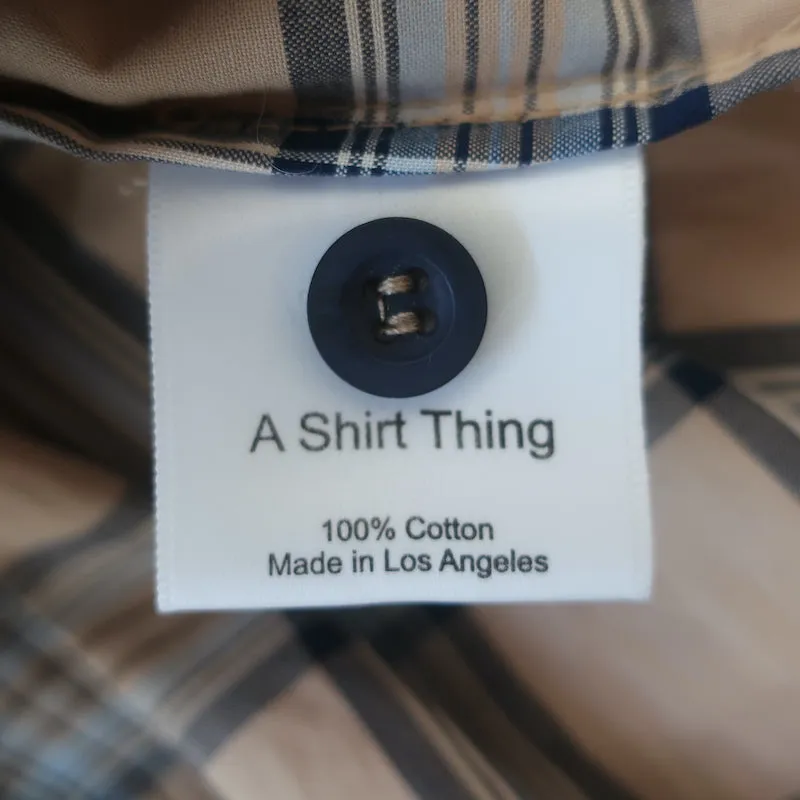 A Shirt Thing
100% Cotton
Made in Los Angeles